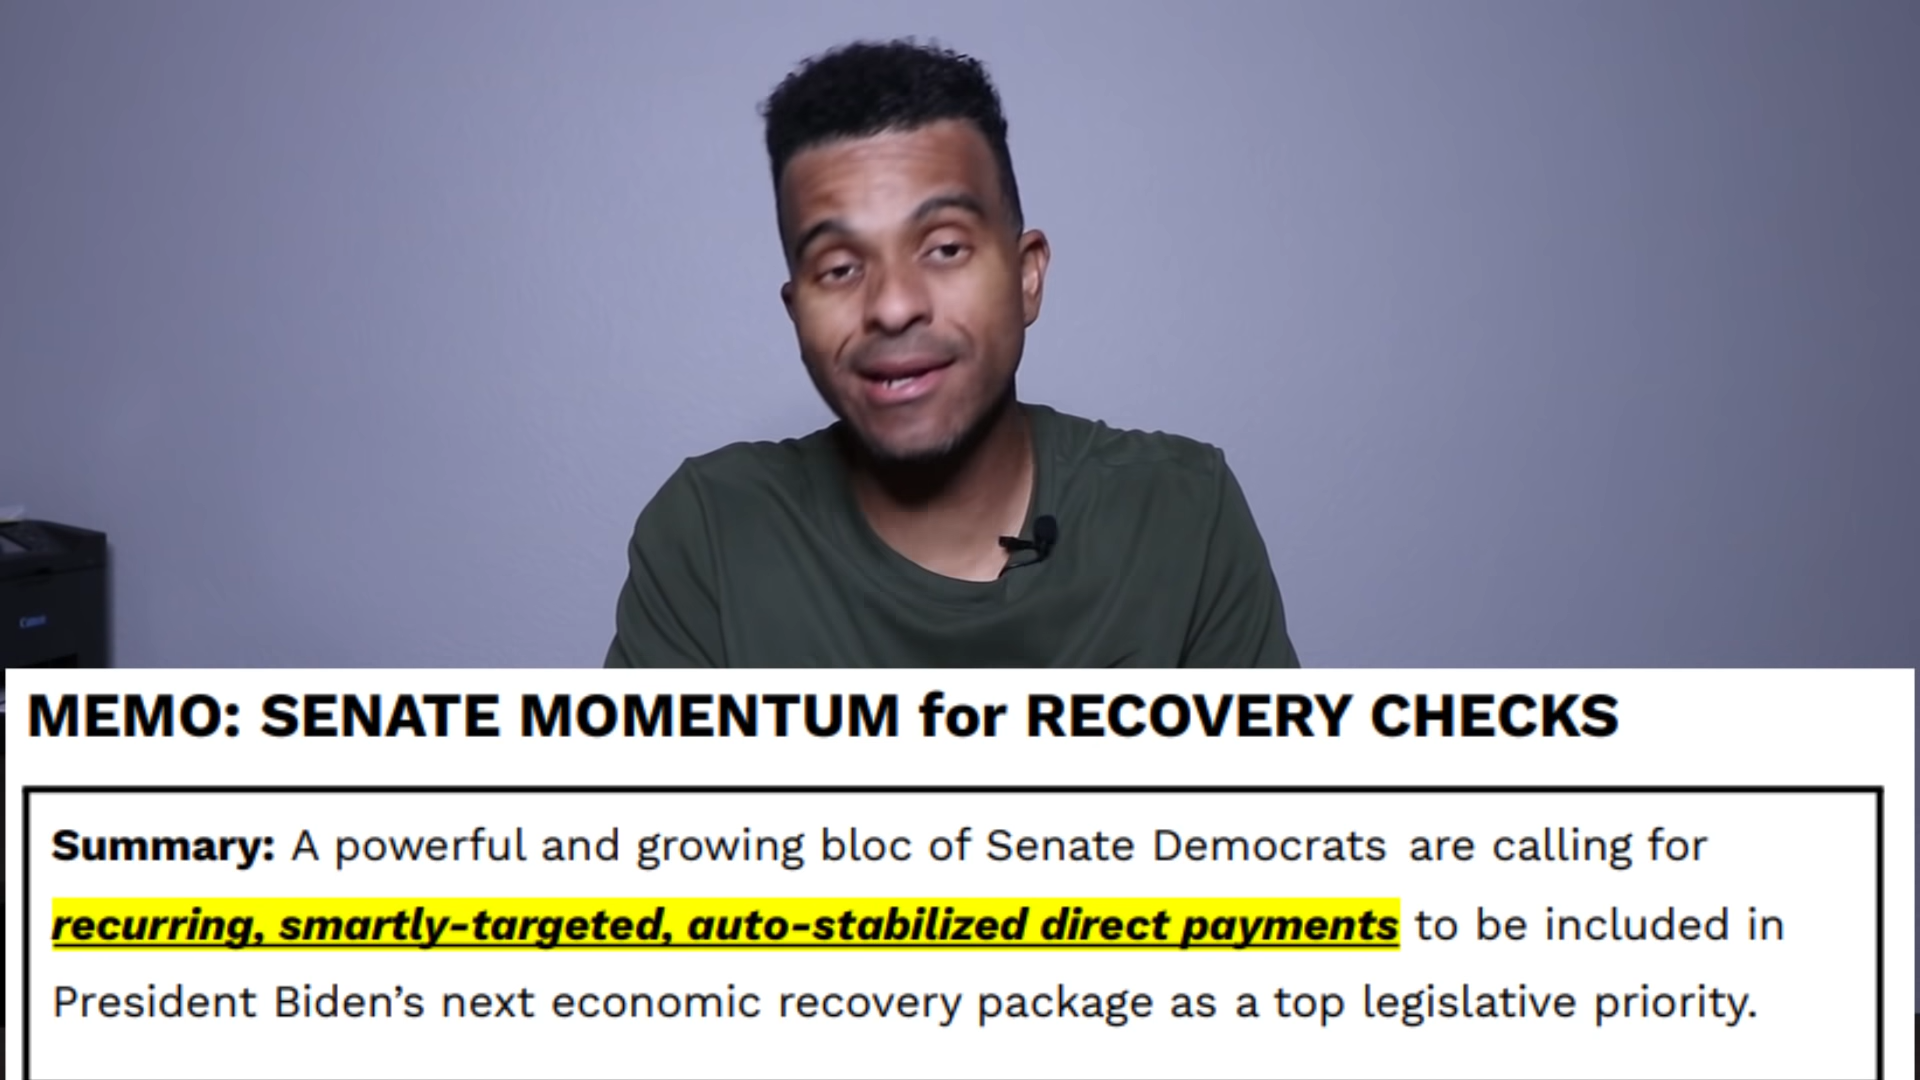 Canon
MEMO: SENATE MOMENTUM for RECOVERY CHECKS
Summary: A powerful and growing bloc of Senate Democrats are calling for
recurring, smartly-targeted, auto-stabilized direct payments to be included in
President Biden’s next economic recovery package as a top legislative priority.